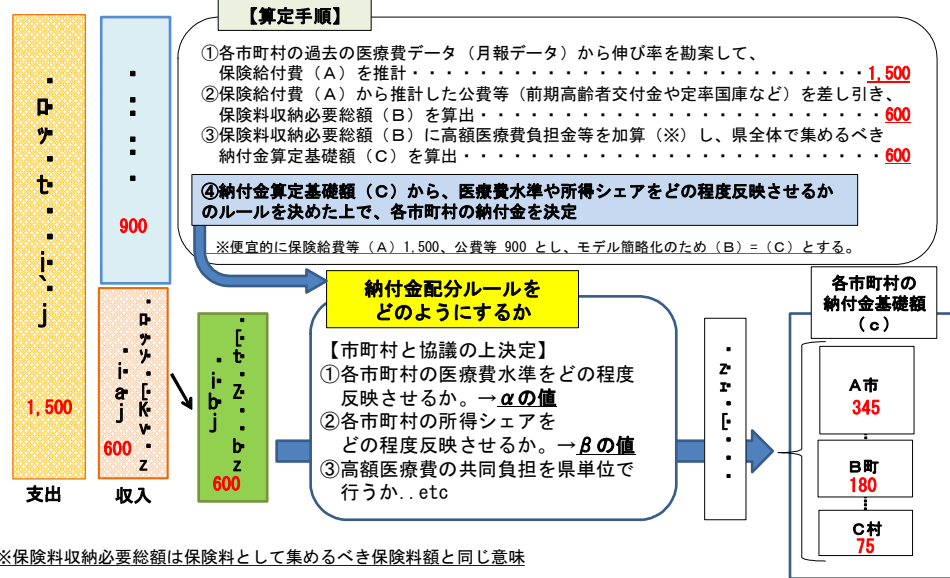 【算定手順】
①各市町村の過去の医療費データ（月報データ）から伸び率を勘案して、
保険給付費（A）を推計・・・・・・・・・・・・・・・・・・・・・・・・・・・・1,500
②保険給付費（A）から推計した公費等（前期高齢者交付金や定率国庫など）を差し引き、
保険料収納必要総額（B）を算出・・・・・・・・・・・・・・・・・・・・・・・・・600
③保険料収納必要総額（B）に高額医療費負担金等を加算（※）し、県全体で集めるべき
納付金算定基礎額（C）を算出・・・・・・・・・・・・・・・・・・・・・・・・・・600
④納付金算定基礎額（C）から、医療費水準や所得シェアをどの程度反映させるか
のルールを決めた上で、各市町村の納付金を決定
※便宜的に保険給費等（A）1,500、公費等 900 とし、モデル簡略化のため（B）＝（C）とする。
900
1,500
600
600
支出
収入
納付金配分ルールを
どのようにするか
【市町村と協議の上決定】
①各市町村の医療費水準をどの程度
反映させるか。→αの値
②各市町村の所得シェアを
どの程度反映させるか。→βの値
③高額医療費の共同負担を県単位で
行うか..etc
各市町村の
納付金基礎額
（c）
A市
345
B町
180
C村
75
※保険料収納必要総額は保険料として集めるべき保険料額と同じ意味